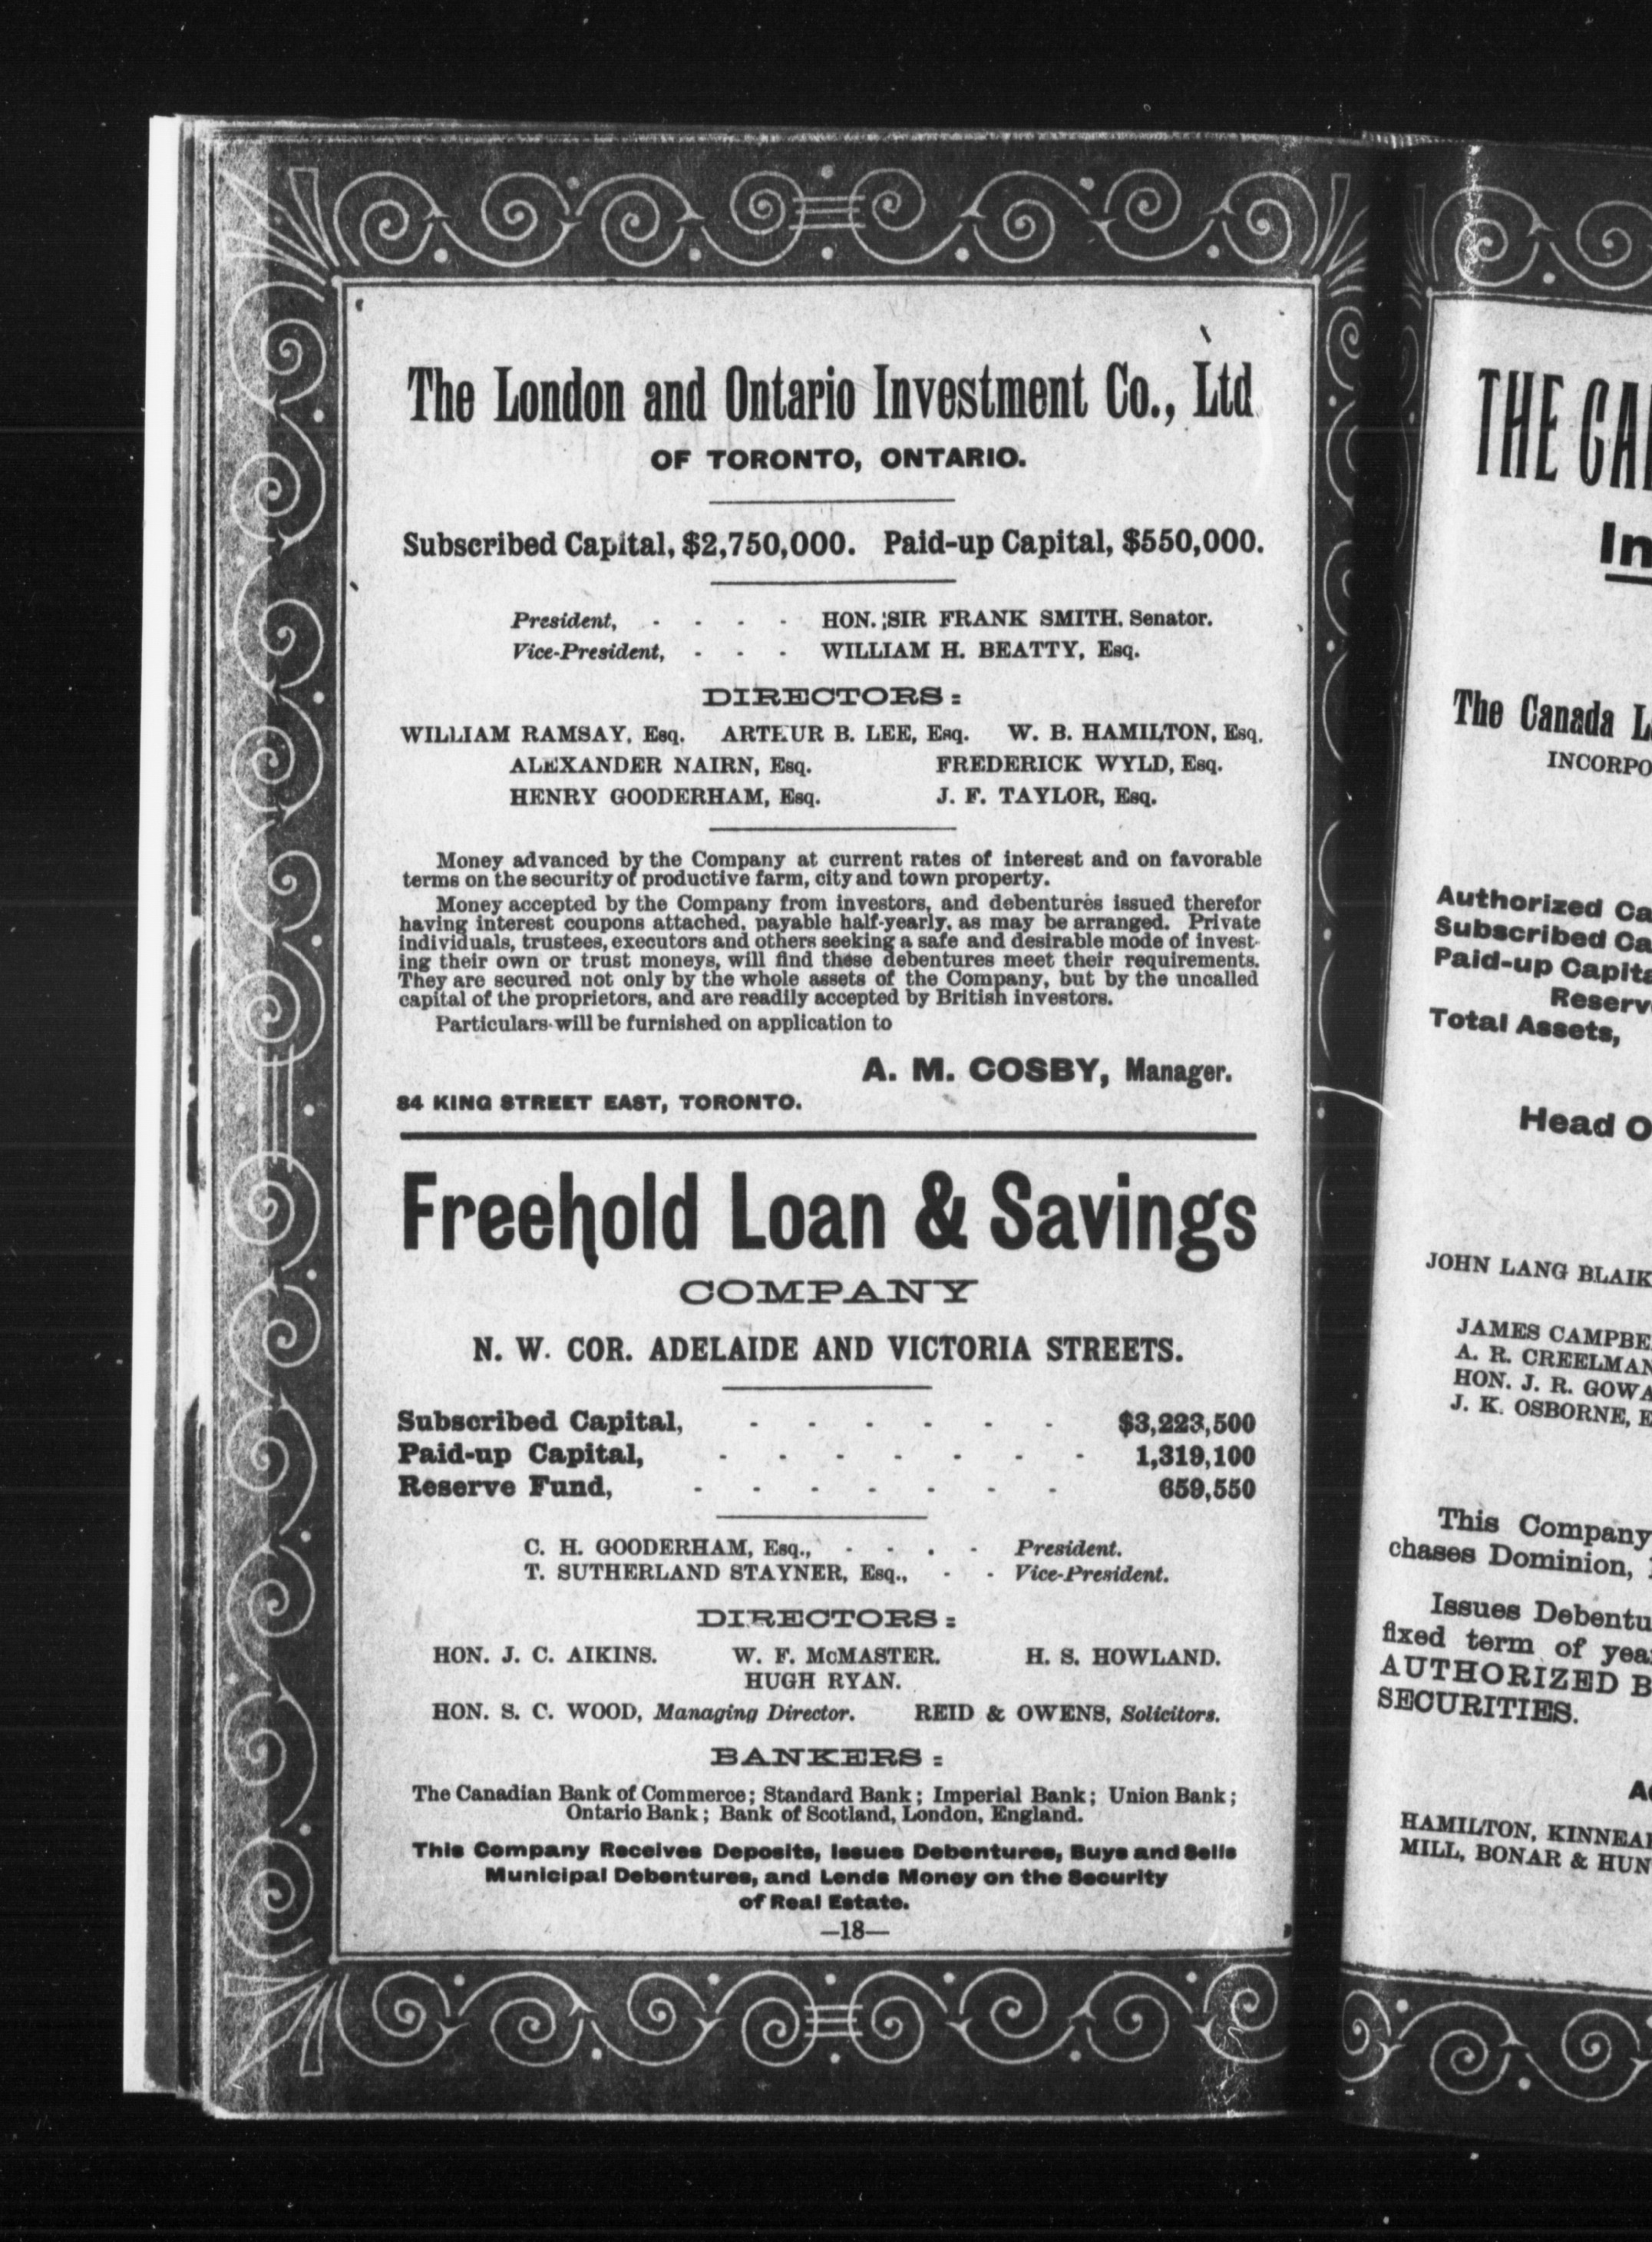 The London and Ontario Investment Co., Ltd.
OF TORONTO, ONTARIO.
Subscribed Capital, $2,750,000. Paid-up Capital, $550,000.
President, - - - - HON. SIR FRANK SMITH, Senator.
Vice-President, - - - WILLIAM H. BEATTY, Esq.
DIRECTORS:
WILLIAM RAMSAY, Esq. ARTHUR B. LEE, Esq. W. B. HAMILTON, Esq.
ALEXANDER NAIRN, Esq. FREDERICK WYLD, Esq.
HENRY GOODERHAM, Esq. J. F. TAYLOR, Esq.
Money advanced by the Company at current rates of interest and on favorable
terms on the security of productive farm, city and town property.
Money accepted by the Company from investors, and debentures issued therefor
having interest coupons attached, payable half-yearly, as may be arranged. Private
individuals, trustees, executors and others seeking a safe and desirable mode of invest-
ing their own or trust moneys, will find these debentures meet their requirements.
They are secured not only by the whole assets of the Company, but by the uncalled
capital of the proprietors, and are readily accepted by British investors.
Particulars will be furnished on application to
A. M. COSBY, Manager.
84 KING STREET EAST, TORONTO.
Freehold Loan & Savings
COMPANY
N. W. COR. ADELAIDE AND VICTORIA STREETS.
Subscribed Capital, - - - - - - $3,223,500
Paid-up Capital, - - - - - - - 1,319,100
Reserve Fund, - - - - - - - 659,550
C. H. GOODERHAM, Esq., - - - - President.
T. SUTHERLAND STAYNER, Esq., - - Vice-President.
DIRECTORS:
HON. J. C. AIKINS. W. F. McMASTER. H. S. HOWLAND.
HUGH RYAN.
HON. S. C. WOOD, Managing Director. REID & OWENS, Solicitors.
BANKERS:
The Canadian Bank of Commerce; Standard Bank; Imperial Bank; Union Bank;
Ontario Bank; Bank of Scotland, London, England.
This Company Receives Deposits, Issues Debentures, Buys and Sells
Municipal Debentures, and Lends Money on the Security
of Real Estate.
—18—
THE
In
The Canada
Authorized
Subscribed
Paid-up
Reserve
Total Assets,
Head
JOHN LANG
JAMES
A. R. CREELMAN
HON. J. R.
J. K. OSBORNE,
This Company
chases Dominion,
Issues
fixed term of
AUTHORIZED
SECURITIES.
HAMILTON,
MILL, BONAR &